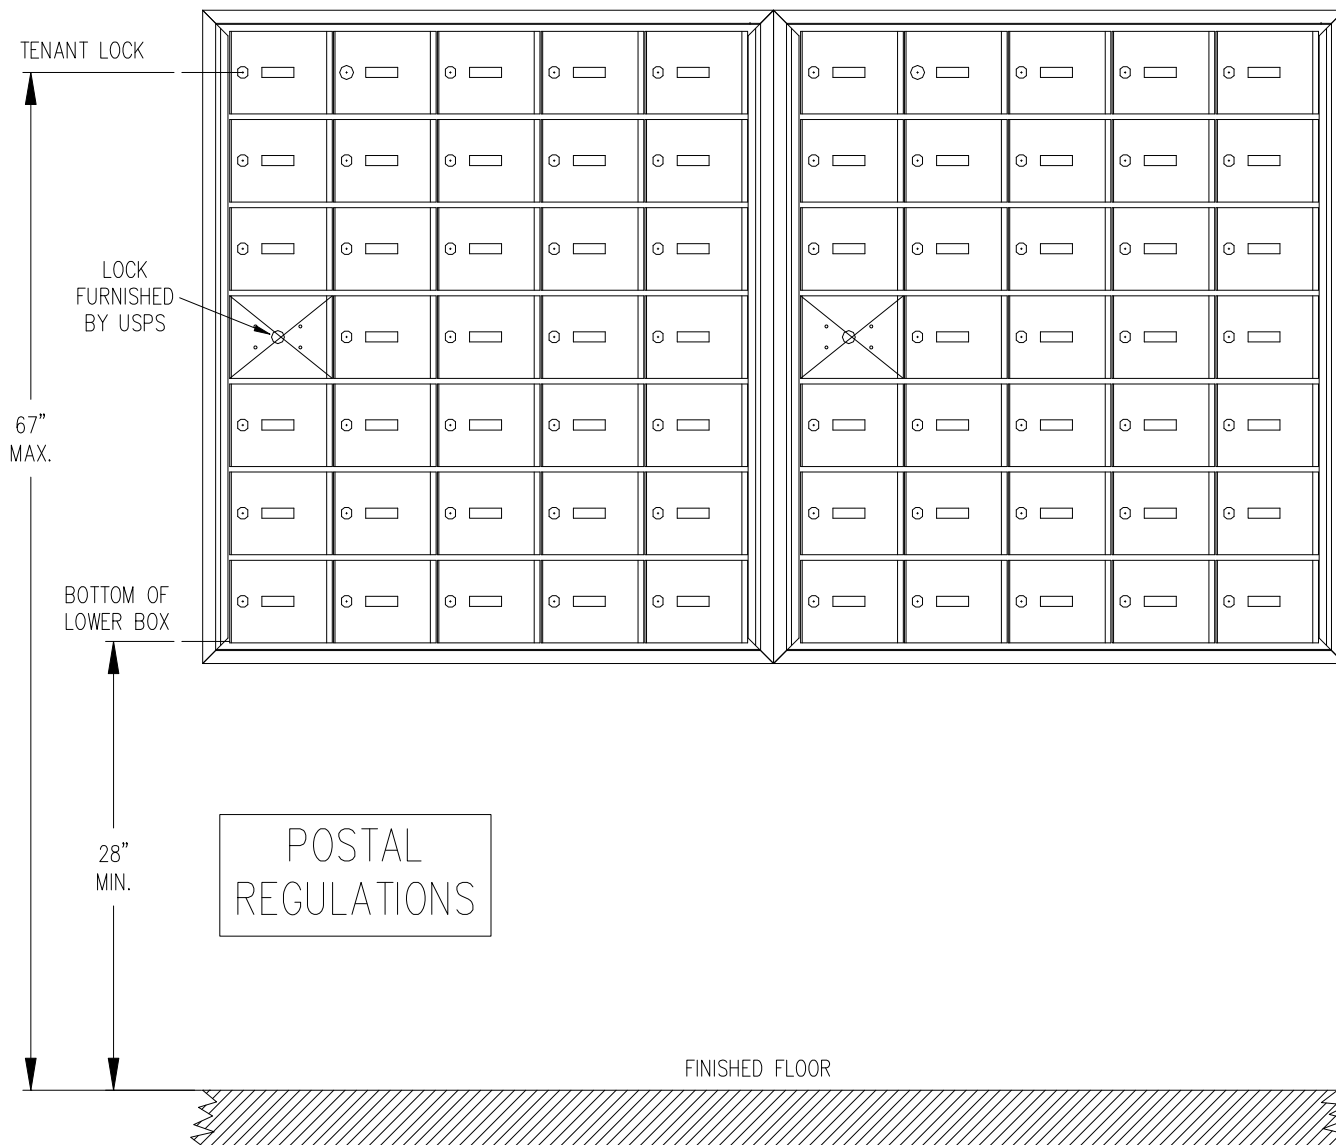 TENANT LOCK
LOCK
FURNISHED
BY USPS
67”
MAX.
BOTTOM OF
LOWER BOX
28”
MIN.
POSTAL
REGULATIONS
FINISHED FLOOR